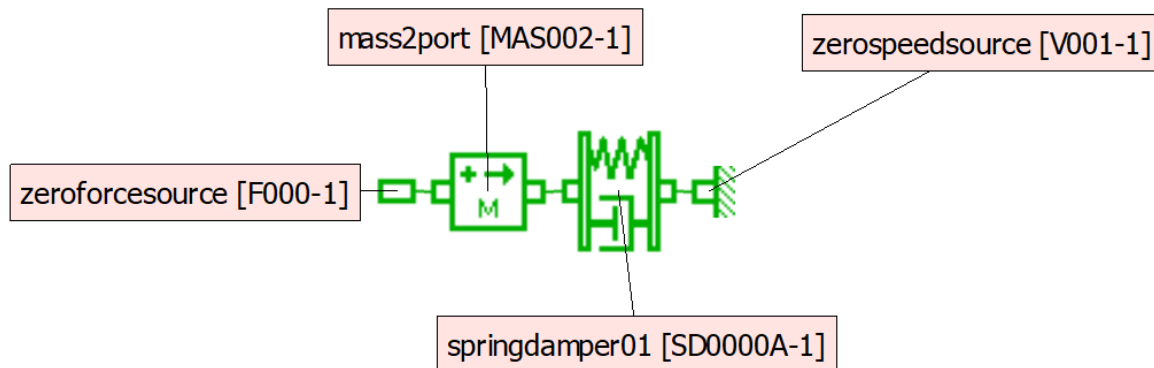 mass2port [MAS002-1]
zerospeedsource [V001-1]
zeroforcesource [F000-1]
M
springdamper01 [SD0000A-1]